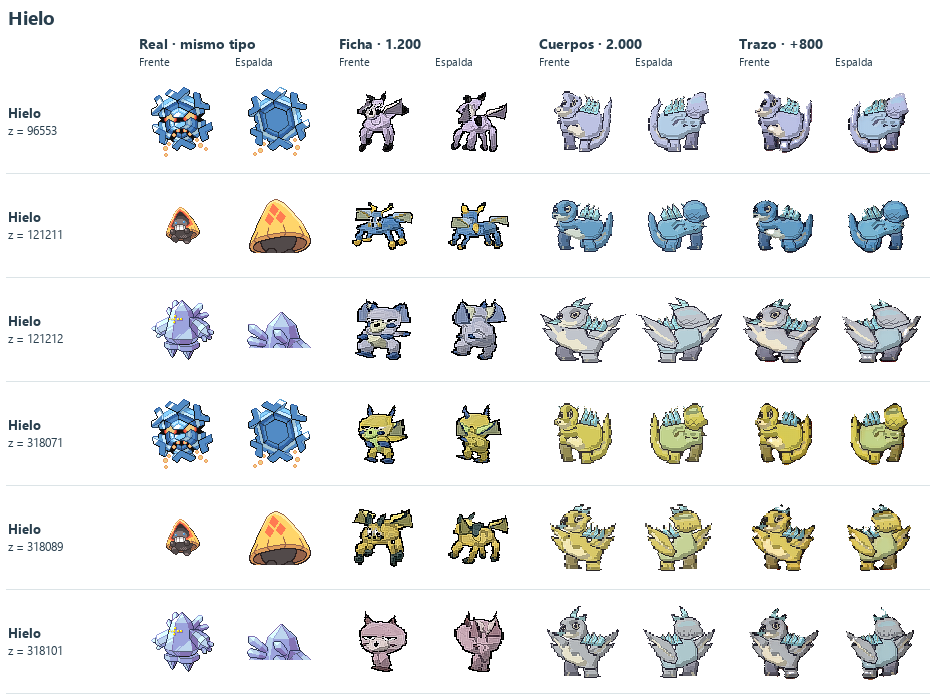 Hielo
Real · mismo tipo Ficha · 1.200 Cuerpos · 2.000 Trazo · +800
Frente Espalda Frente Espalda Frente Espalda Frente Espalda
Hielo
z = 96553
Hielo
z = 121211
Hielo
z = 121212
Hielo
z = 318071
Hielo
z = 318089
Hielo
z = 318101